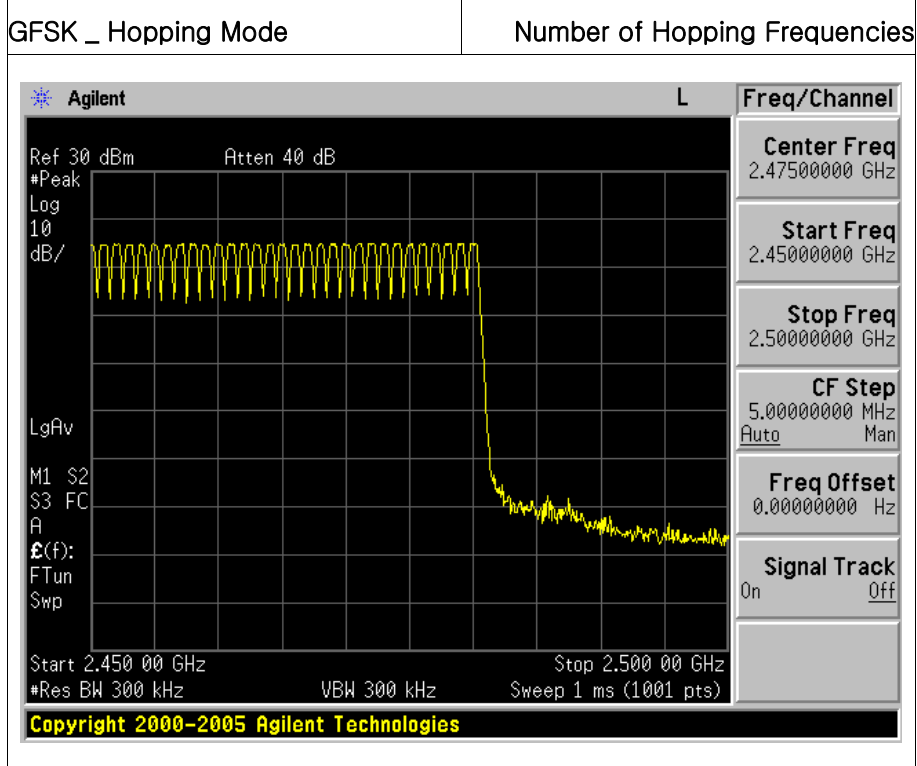 GFSK _ Hopping Mode
Number of Hopping Frequencies
Agilent
L
Freq/Channel
Ref 30 dBm
Atten 40 dB
#Peak
Log
10
dB/
LgAv
M1 S2
S3 FC
A
£(f):
FTun
Swp
Start 2.450 00 GHz
Stop 2.500 00 GHz
#Res BW 300 kHz
VBW 300 kHz
Sweep 1 ms (1001 pts)
Center Freq
2.47500000 GHz
Start Freq
2.45000000 GHz
Stop Freq
2.50000000 GHz
CF Step
5.00000000 MHz
Auto Man
Freq Offset
0.00000000 Hz
Signal Track
On Off
Copyright 2000-2005 Agilent Technologies